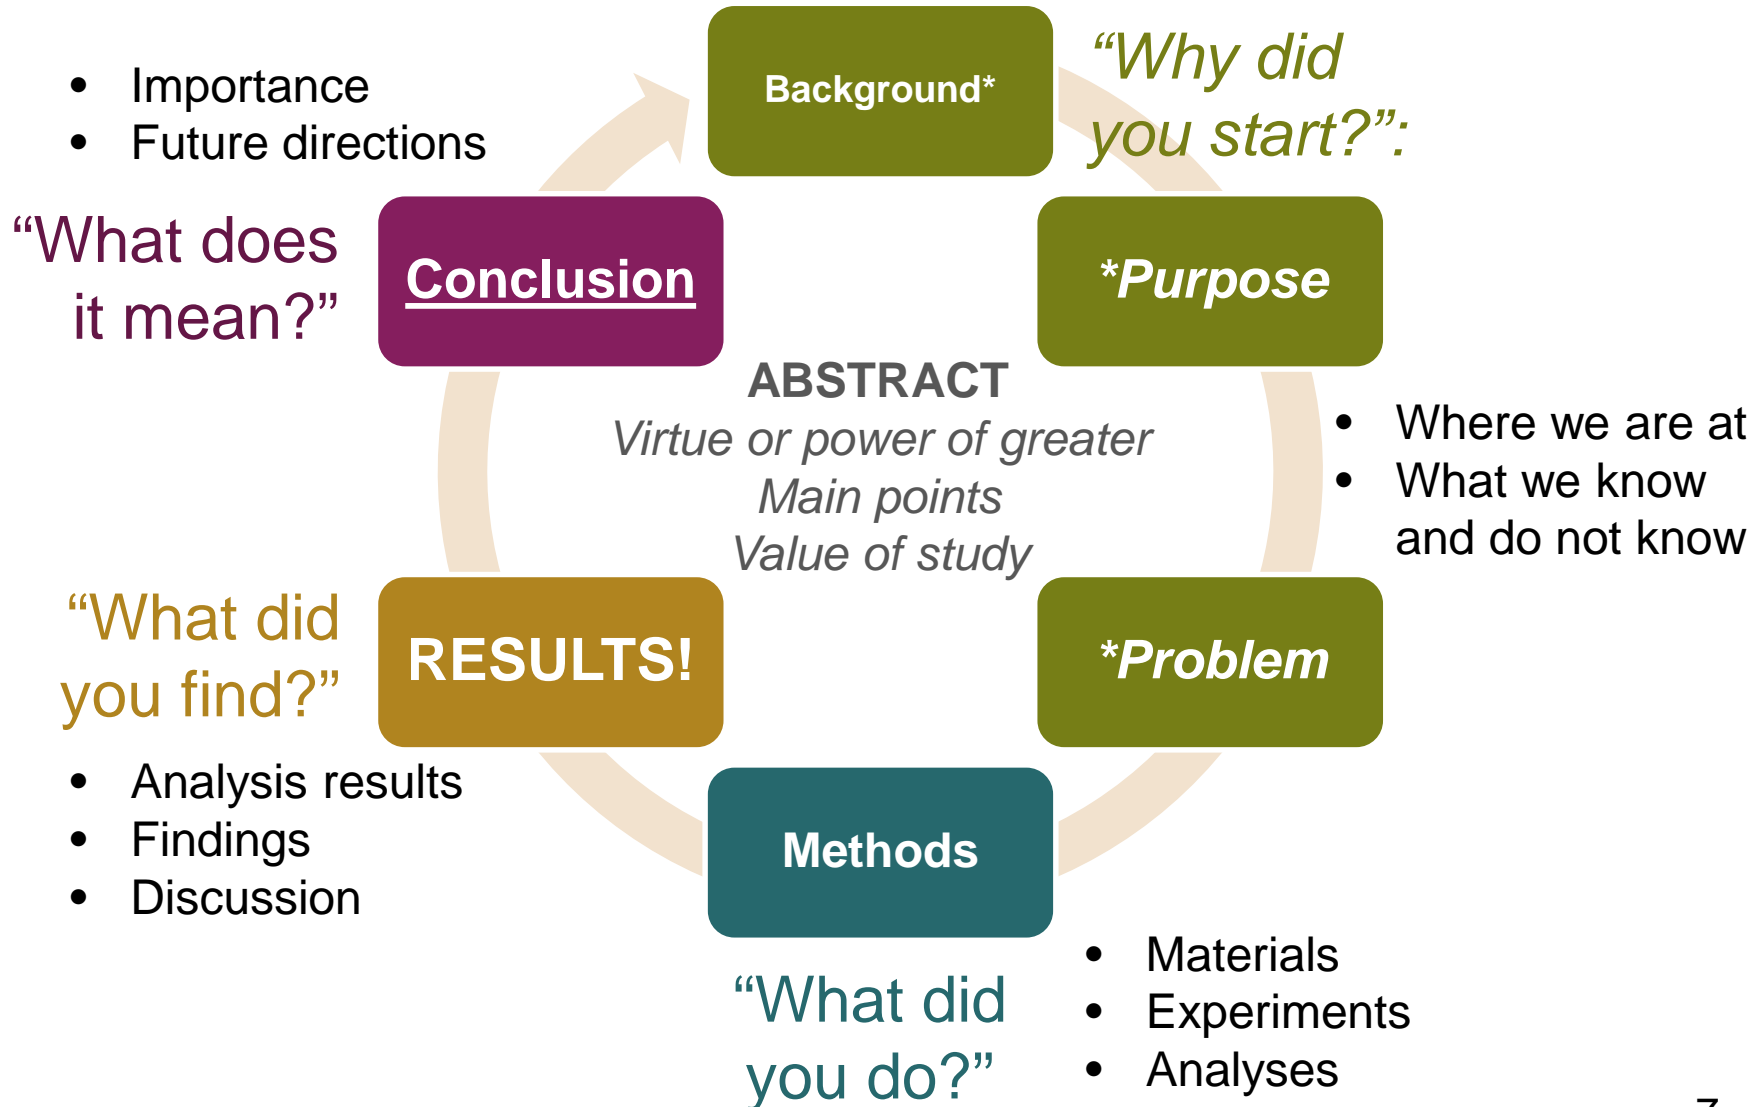 Background*
“Why did
you start?”:
*Purpose
• Where we are at
• What we know
and do not know
*Problem
Methods
“What did
you do?”
• Materials
• Experiments
• Analyses
RESULTS!
“What did
you find?”
• Analysis results
• Findings
• Discussion
Conclusion
“What does
it mean?”
• Importance
• Future directions
ABSTRACT
Virtue or power of greater
Main points
Value of study